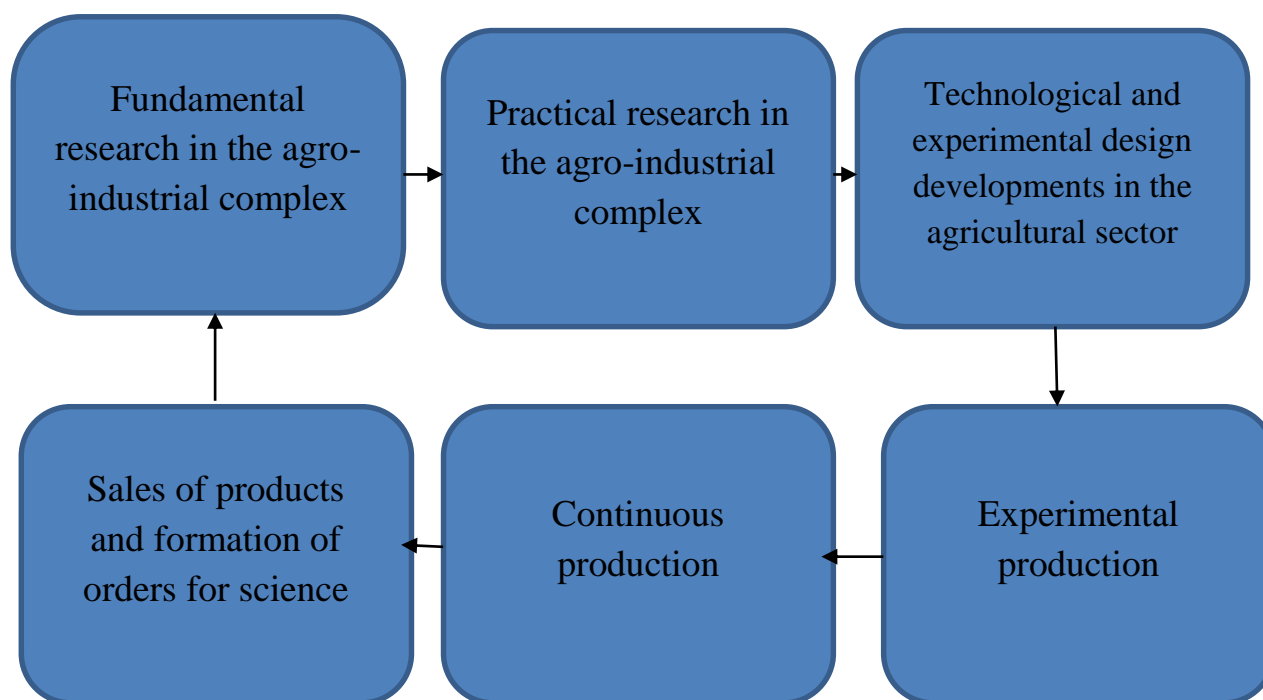 Fundamental
research in the agro-
industrial complex
Practical research in
the agro-industrial
complex
Technological and
experimental design
developments in the
agricultural sector
Sales of products
and formation of
orders for science
Continuous
production
Experimental
production